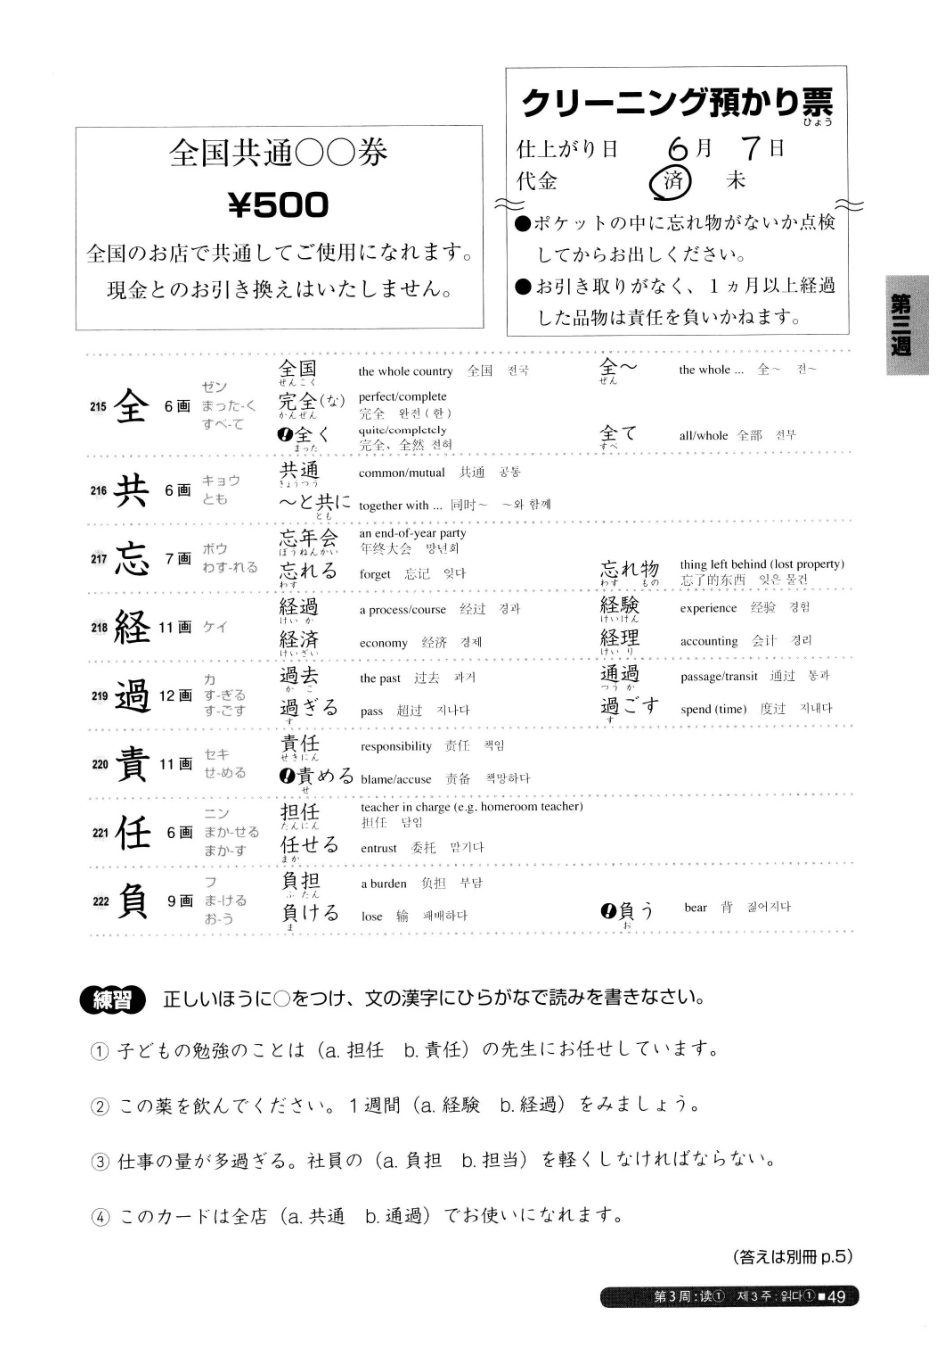 全国共通〇〇券
¥500
全国のお店で共通してご使用になれます。
現金とのお引き換えはいたしません。
クリーニング預かり票
ひょう
仕上がり日 6月 7日
代金 済 未
●ポケットの中に忘れ物がないか点検
してからお出しください。
●お引き取りがなく、1ヵ月以上経過
した品物は責任を負いかねます。
第三週
215 全 6画 ゼン まった-く すべ-て
全国 the whole country 全国 전국 全〜 the whole ... 全〜 전〜
ぜんこく ぜん
完全(な) perfect/complete 完全 완전(한)
かんぜん
!全く quite/completely 完全、全然 전혀 全て all/whole 全部 전부
まった すべ
216 共 6画 キョウ とも
共通 common/mutual 共通 공통
きょうつう
〜と共に together with ... 同时〜 〜와 함께
とも
217 忘 7画 ボウ わす-れる
忘年会 an end-of-year party 年终大会 망년회
ぼうねんかい
忘れる forget 忘记 잊다 忘れ物 thing left behind (lost property) 忘了的东西 잊은 물건
わす わす もの
218 経 11画 ケイ
経過 a process/course 经过 경과 経験 experience 经验 경험
けいか けいけん
経済 economy 经济 경제 経理 accounting 会计 경리
けいざい けいり
219 過 12画 カ す-ぎる す-ごす
過去 the past 过去 과거 通過 passage/transit 通过 통과
かこ つうか
過ぎる pass 超过 지나다 過ごす spend (time) 度过 지내다
す す
220 責 11画 セキ せ-める
責任 responsibility 责任 책임
せきにん
!責める blame/accuse 责备 책망하다
せ
221 任 6画 ニン まか-せる まか-す
担任 teacher in charge (e.g. homeroom teacher) 担任 담임
たんにん
任せる entrust 委托 맡기다
まか
222 負 9画 フ ま-ける お-う
負担 a burden 负担 부담
ふたん
負ける lose 输 패배하다 !負う bear 背 짊어지다
ま お
練習 正しいほうに〇をつけ、文の漢字にひらがなで読みを書きなさい。
① 子どもの勉強のことは（a. 担任 b. 責任）の先生にお任せしています。
② この薬を飲んでください。1週間（a. 経験 b. 経過）をみましょう。
③ 仕事の量が多過ぎる。社員の（a. 負担 b. 担当）を軽くしなければならない。
④ このカードは全店（a. 共通 b. 通過）でお使いになれます。
（答えは別冊 p.5）
第3周：读① 제3주：읽다① ■ 49